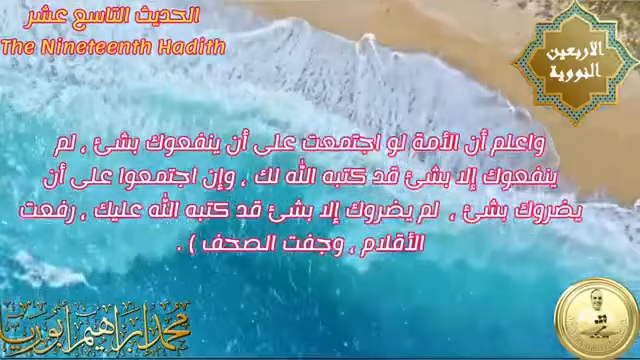 الحديث التاسع عشر
The Nineteenth Hadith
الاربعين
النووية
واعلم أن الأمة لو اجتمعت على أن ينفعوك بشئ ، لم
ينفعوك إلا بشئ قد كتبه الله لك ، وإن اجتمعوا على أن
يضروك بشئ ، لم يضروك إلا بشئ قد كتبه الله عليك ، رفعت
الأقلام ، وجفت الصحف ) .
محمد ابراهيم